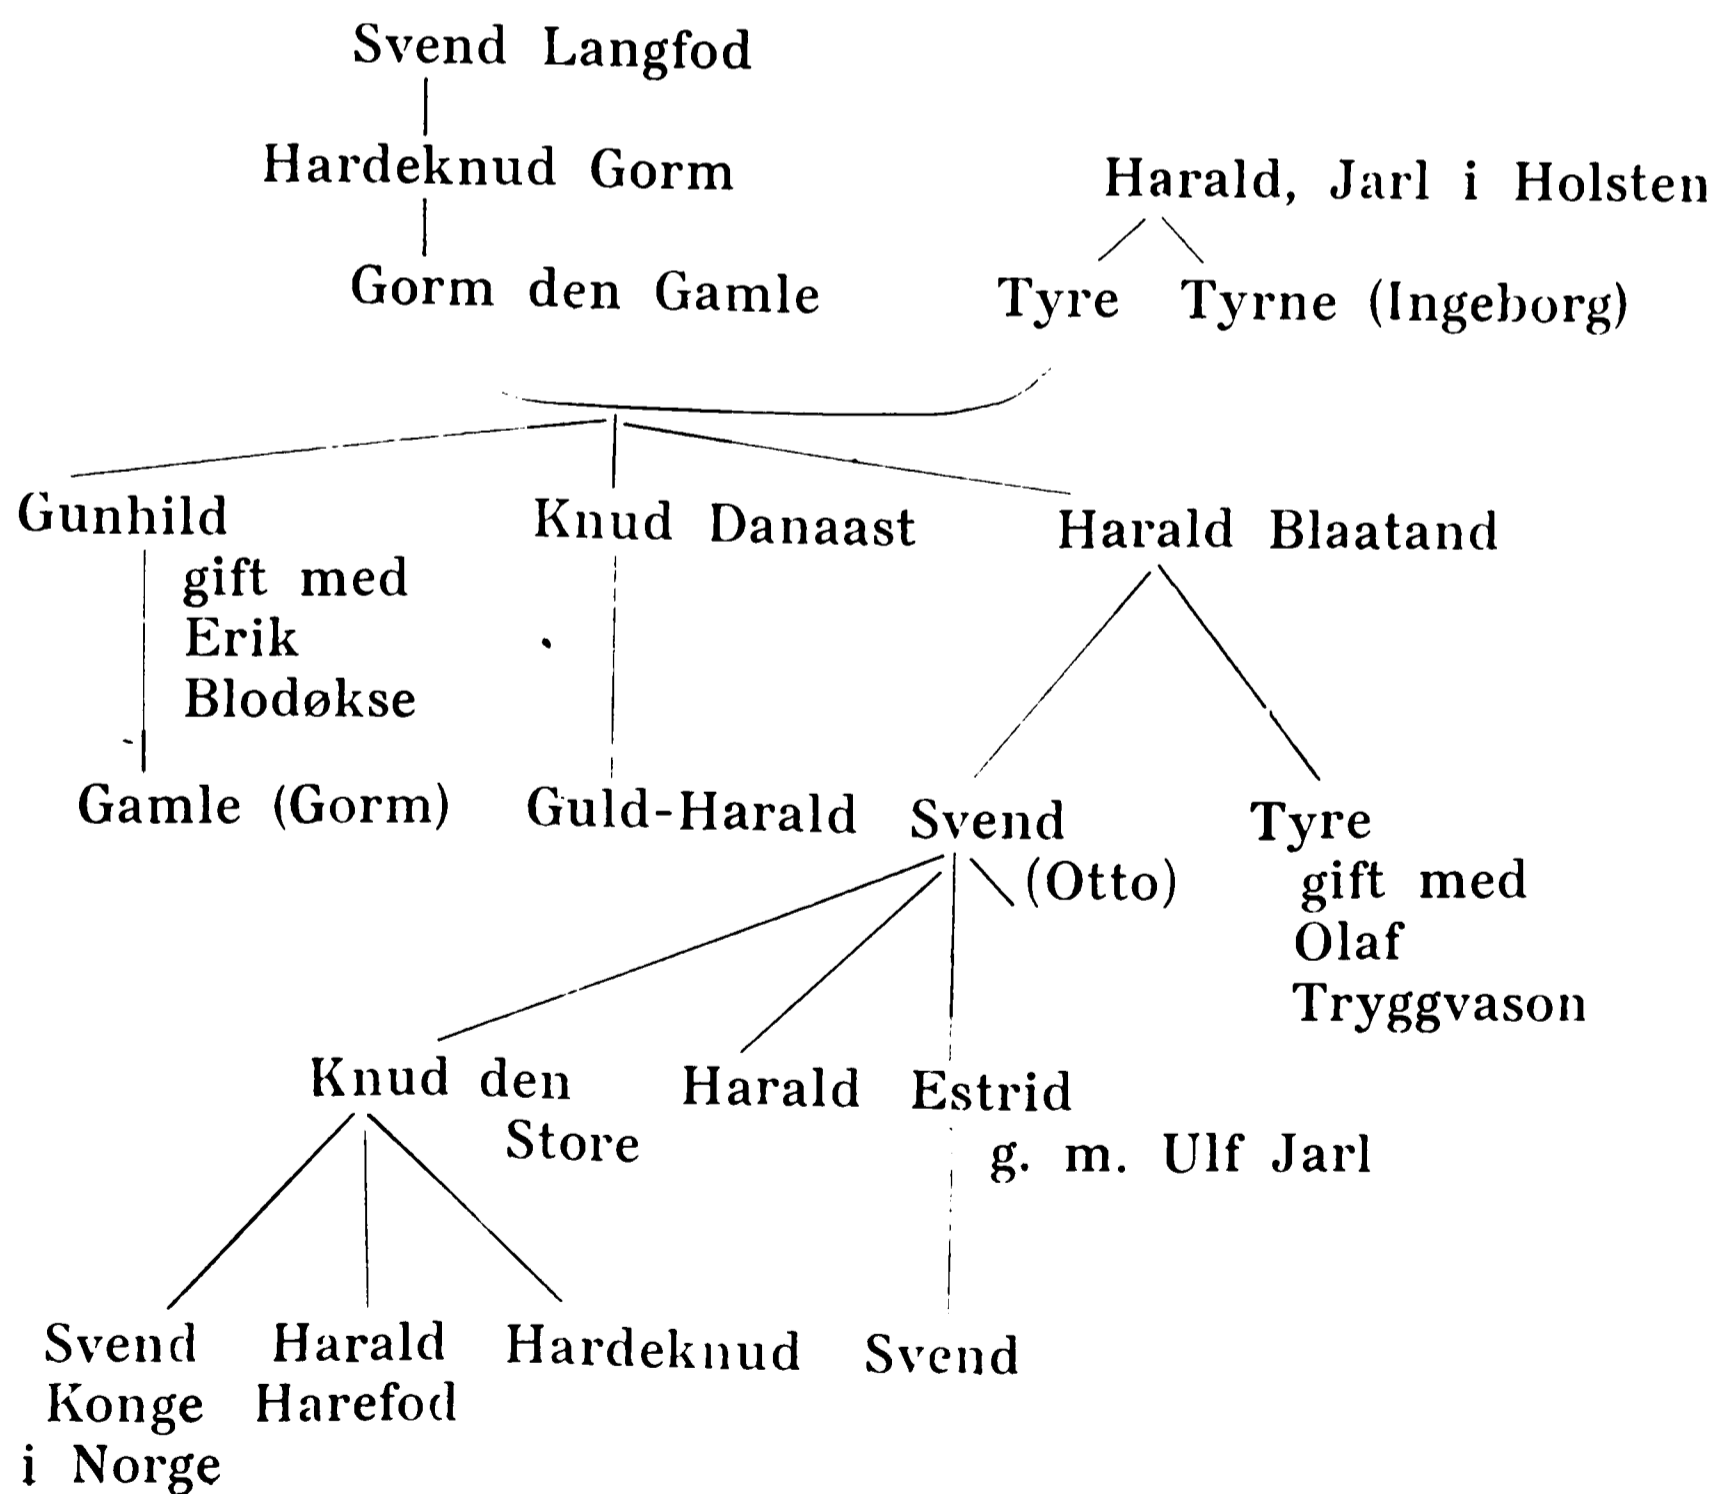 Svend Langfod
Hardeknud Gorm
Harald, Jarl i Holsten
Gorm den Gamle
Tyre Tyrne (Ingeborg)
Gunhild
gift med
Erik
Blodøkse
Knud Danaast
Harald Blaatand
Gamle (Gorm)
Guld-Harald
Svend
(Otto)
Tyre
gift med
Olaf
Tryggvason
Knud den
Store
Harald
Estrid
g. m. Ulf Jarl
Svend
Konge
i Norge
Harald
Harefod
Hardeknud
Svend